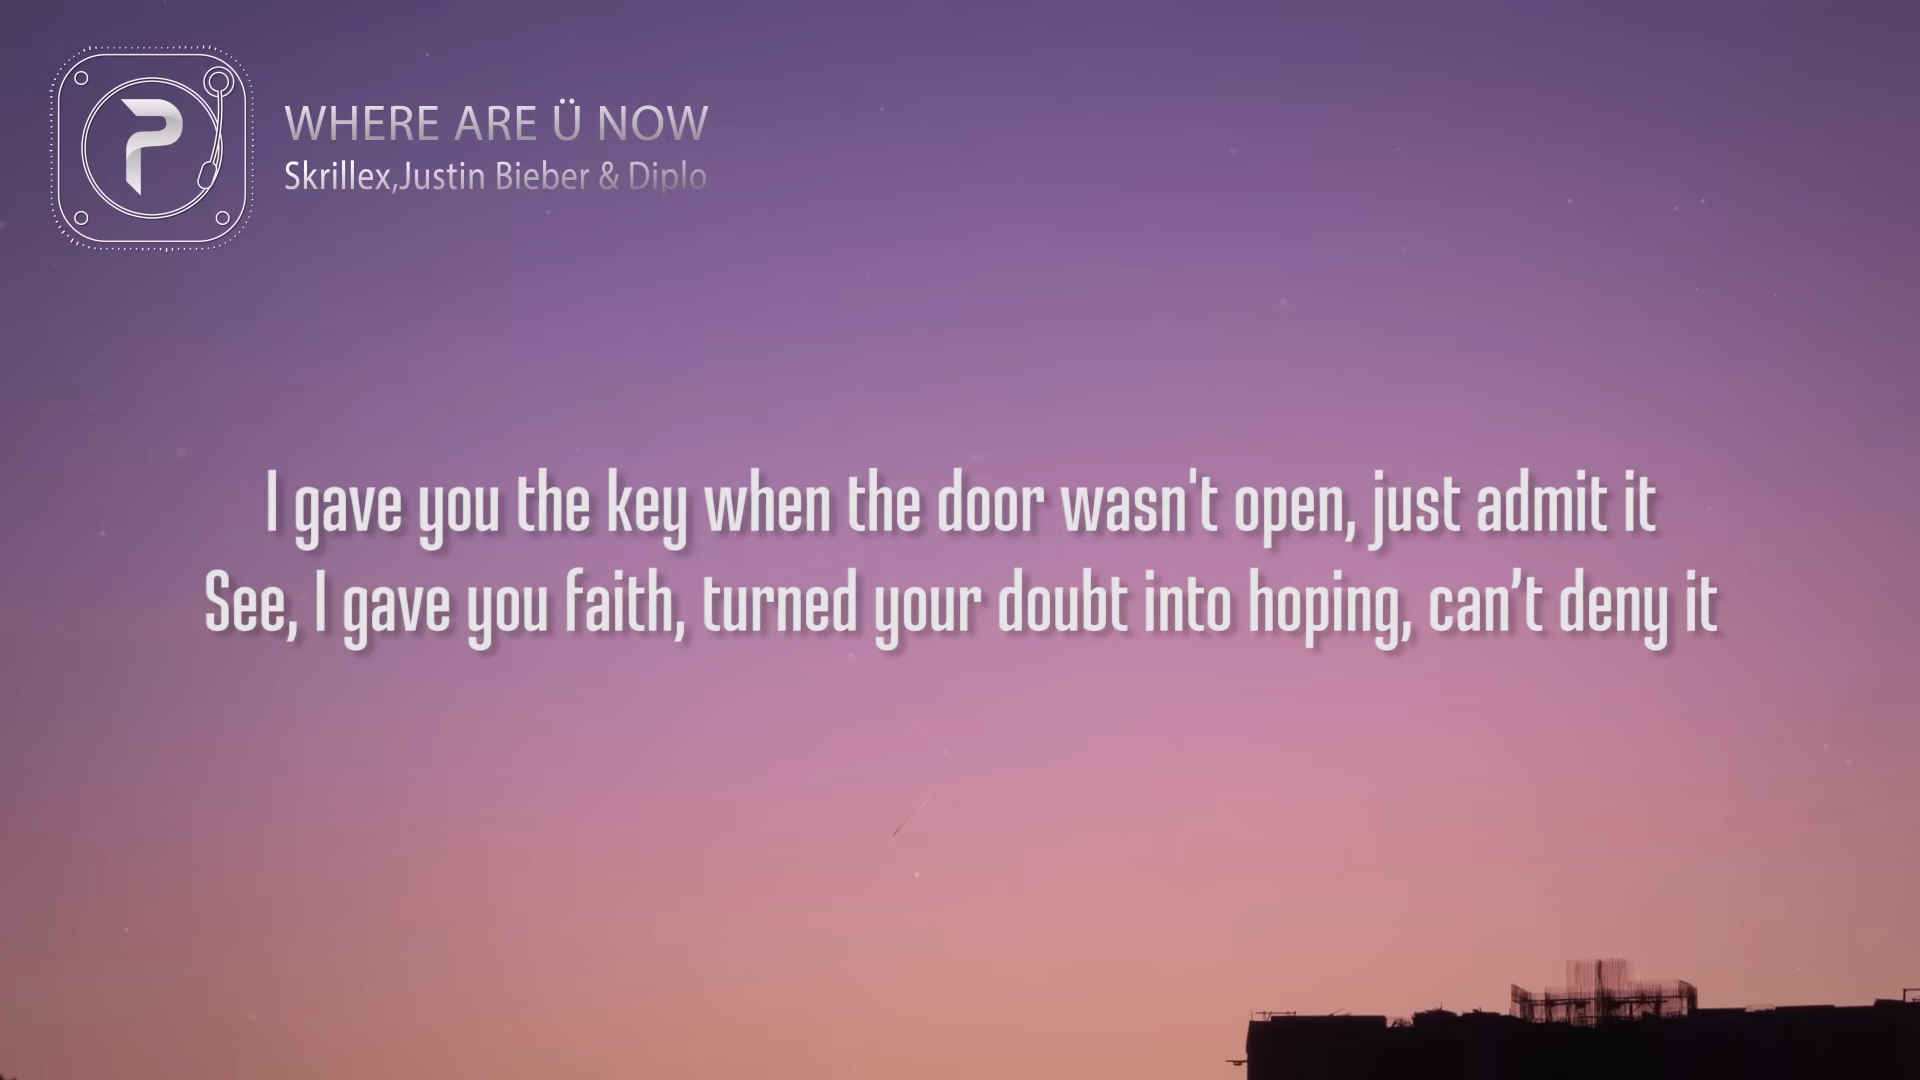 P
WHERE ARE Ü NOW
Skrillex,Justin Bieber & Diplo
I gave you the key when the door wasn't open, just admit it
See, I gave you faith, turned your doubt into hoping, can’t deny it